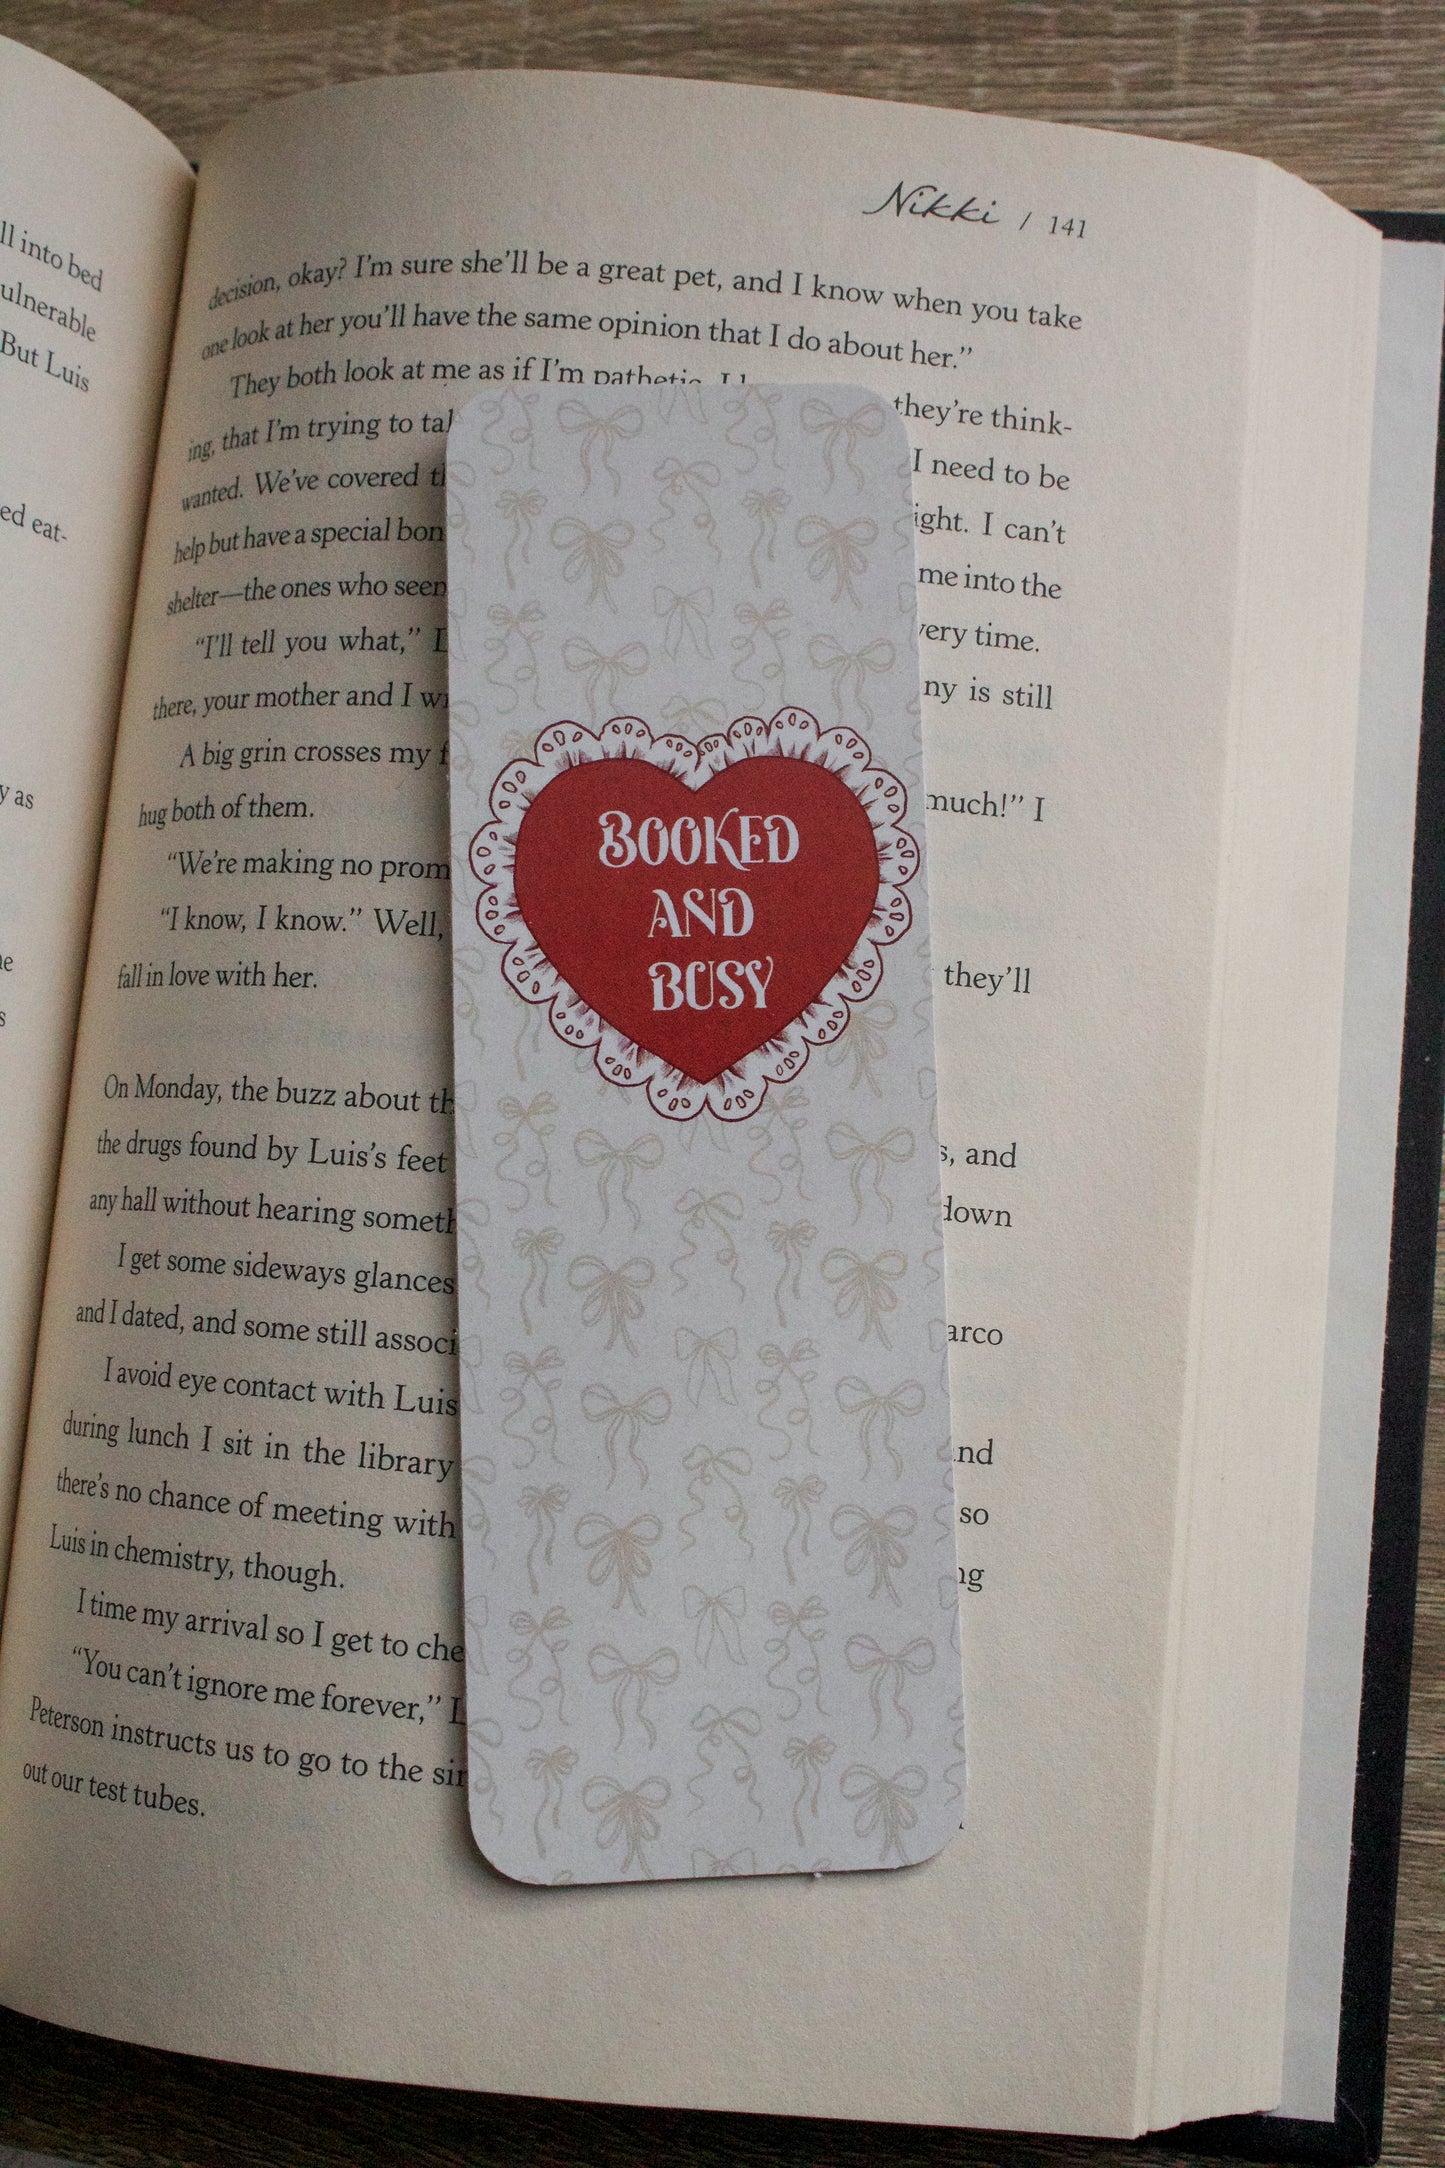 ll into bed
ulnerable
But Luis
ed eat-
y as
Nikki / 141
decision, okay? I'm sure she'll be a great pet, and I know when you take
one look at her you'll have the same opinion that I do about her."
They both look at me as if I'm pathetic. I
they're think-
ing, that I'm trying to
wanted. We've covered
I need to be
help but have a special
ight. I can't
shelter—the ones who
me into the
"I'll tell you what,"
very time.
there, your mother and I
ny is still
A big grin crosses my
hug both of them.
much!" I
"We're making no prom
"I know, I know." Well,
fall in love with her.
they'll
On Monday, the buzz about
the drugs found by Luis's feet
s, and
any hall without hearing
down
I get some sideways glances
and I dated, and some still associ
arco
I avoid eye contact with Luis
during lunch I sit in the library
nd
there's no chance of meeting with
so
Luis in chemistry, though.
ng
I time my arrival so I get to che
"You can't ignore me forever,"
Peterson instructs us to go to the
out our test tubes.
BOOKED
AND
BUSY